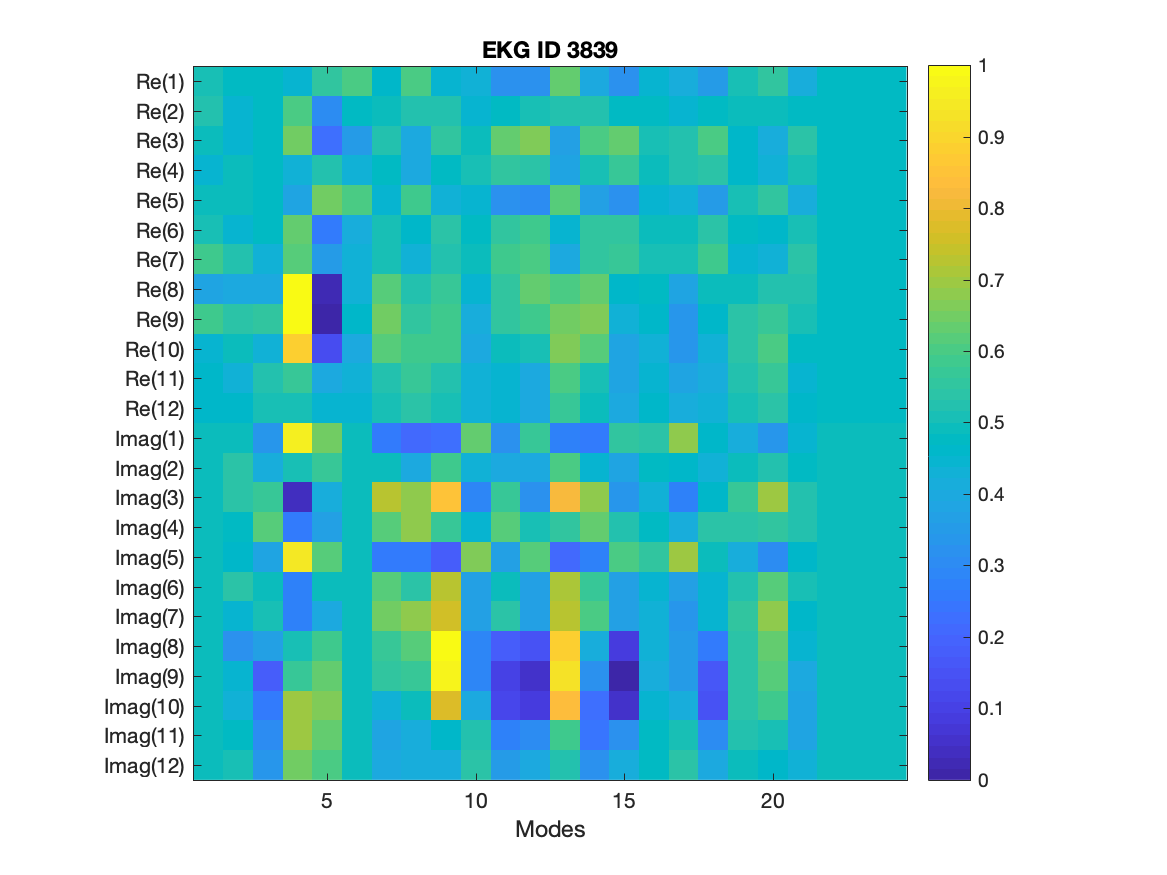 EKG ID 3839
Re(1)
Re(2)
Re(3)
Re(4)
Re(5)
Re(6)
Re(7)
Re(8)
Re(9)
Re(10)
Re(11)
Re(12)
Imag(1)
Imag(2)
Imag(3)
Imag(4)
Imag(5)
Imag(6)
Imag(7)
Imag(8)
Imag(9)
Imag(10)
Imag(11)
Imag(12)
5 10 15 20
Modes
1
0.9
0.8
0.7
0.6
0.5
0.4
0.3
0.2
0.1
0